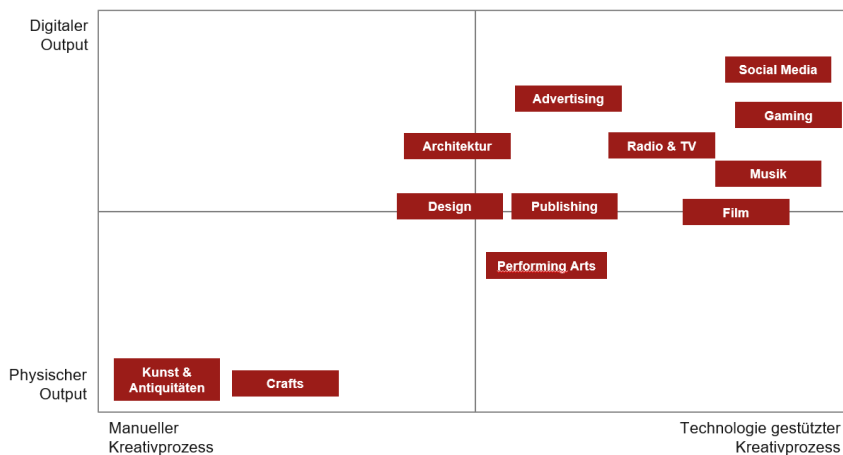 Digitaler
Output
Social Media
Advertising
Gaming
Architektur
Radio & TV
Musik
Design
Publishing
Film
Performing Arts
Kunst &
Antiquitäten
Crafts
Physischer
Output
Manueller
Kreativprozess
Technologie gestützter
Kreativprozess